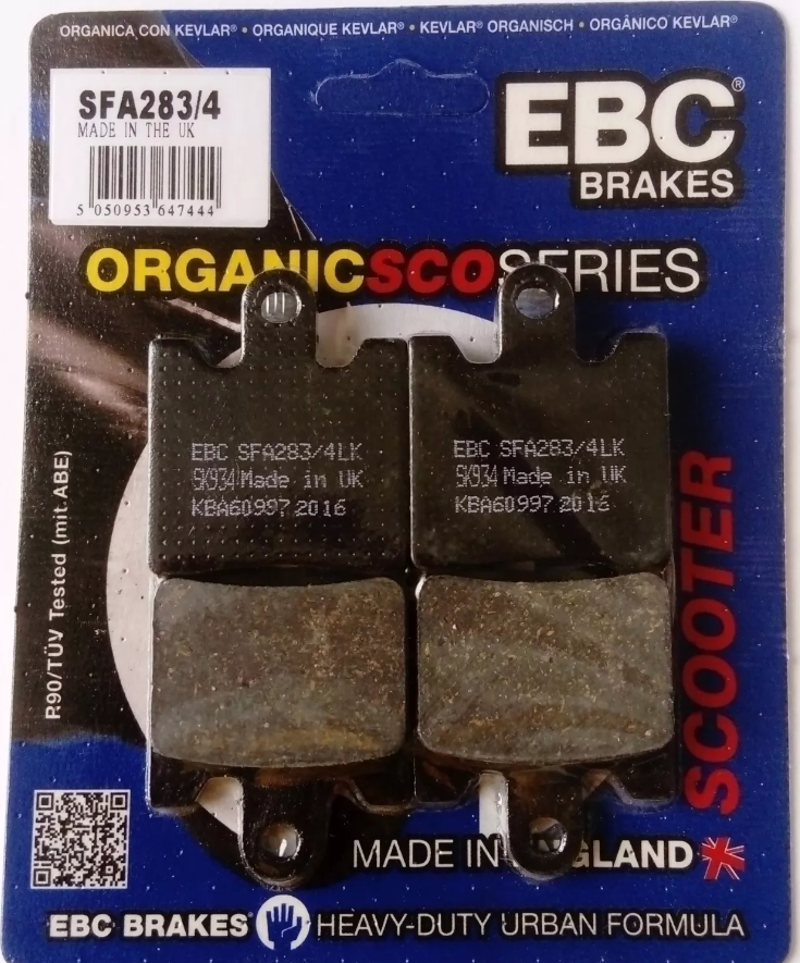 ORGANICA CON KEVLAR® • ORGANIQUE KEVLAR® • KEVLAR® ORGANISCH • ORGÂNICO KEVLAR®
SFA283/4
MADE IN THE UK
5 050953 647444
EBC®
BRAKES
ORGANICSCOSERIES
EBC SFA283/4LK
SK934 Made in UK
KBA60997 2016
EBC SFA283/4LK
SK934 Made in UK
KBA60997 2016
R90/TÜV Tested (mit.ABE)
SCOOTER
MADE IN ENGLAND
EBC BRAKES® HEAVY-DUTY URBAN FORMULA